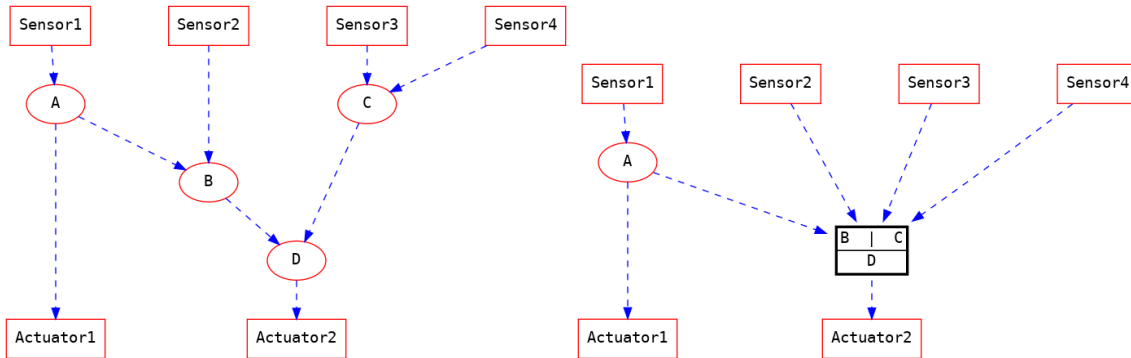 Sensor1 Sensor2 Sensor3 Sensor4
A C
B
D
Actuator1 Actuator2
Sensor1 Sensor2 Sensor3 Sensor4
A
B | C
D
Actuator1 Actuator2